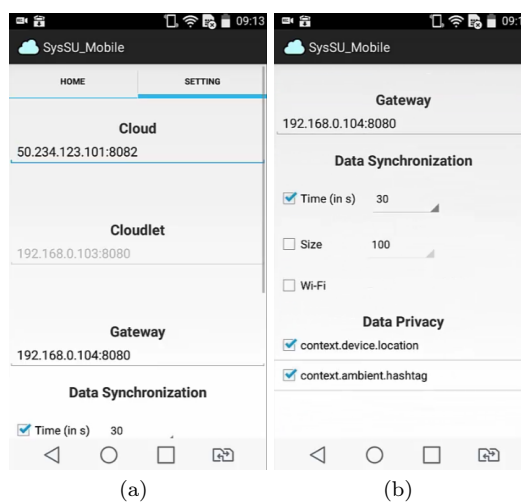 09:13
SysSU_Mobile
HOME SETTING
Cloud
50.234.123.101:8082
Cloudlet
192.168.0.103:8080
Gateway
192.168.0.104:8080
Data Synchronization
Time (in s) 30
(a)
09:1
SysSU_Mobile
Gateway
192.168.0.104:8080
Data Synchronization
Time (in s) 30
Size 100
Wi-Fi
Data Privacy
context.device.location
context.ambient.hashtag
(b)